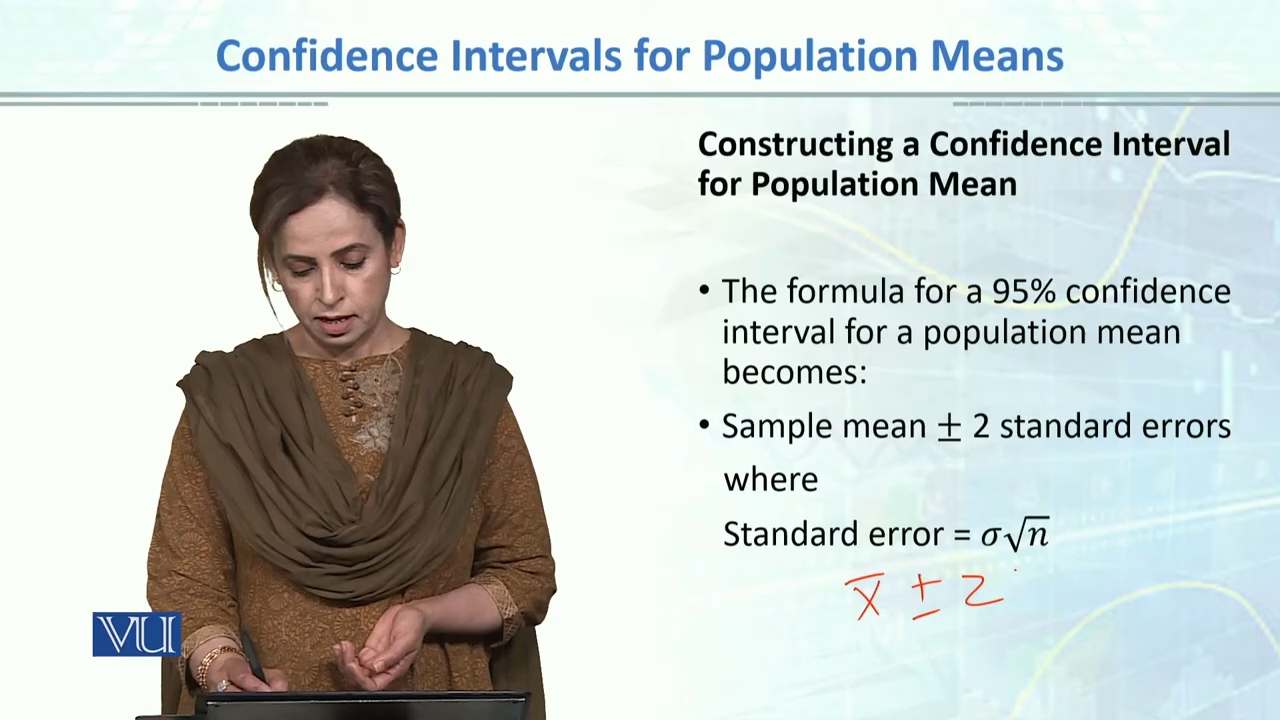 Confidence Intervals for Population Means
Constructing a Confidence Interval
for Population Mean
• The formula for a 95% confidence
interval for a population mean
becomes:
• Sample mean ± 2 standard errors
where
Standard error = σ√n
x̅ ± 2
VU